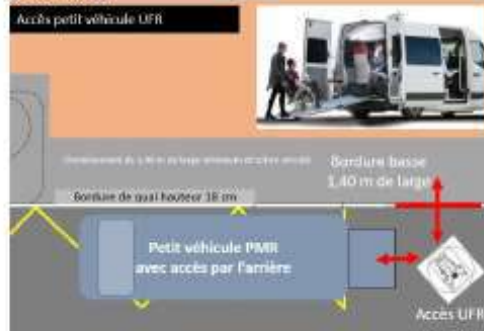 Accès petit véhicule UFR
Bordure basse
1,40 m de large
Bordure de quai hauteur 18 cm
Petit véhicule PMR
avec accès par l'arrière
Accès UFR